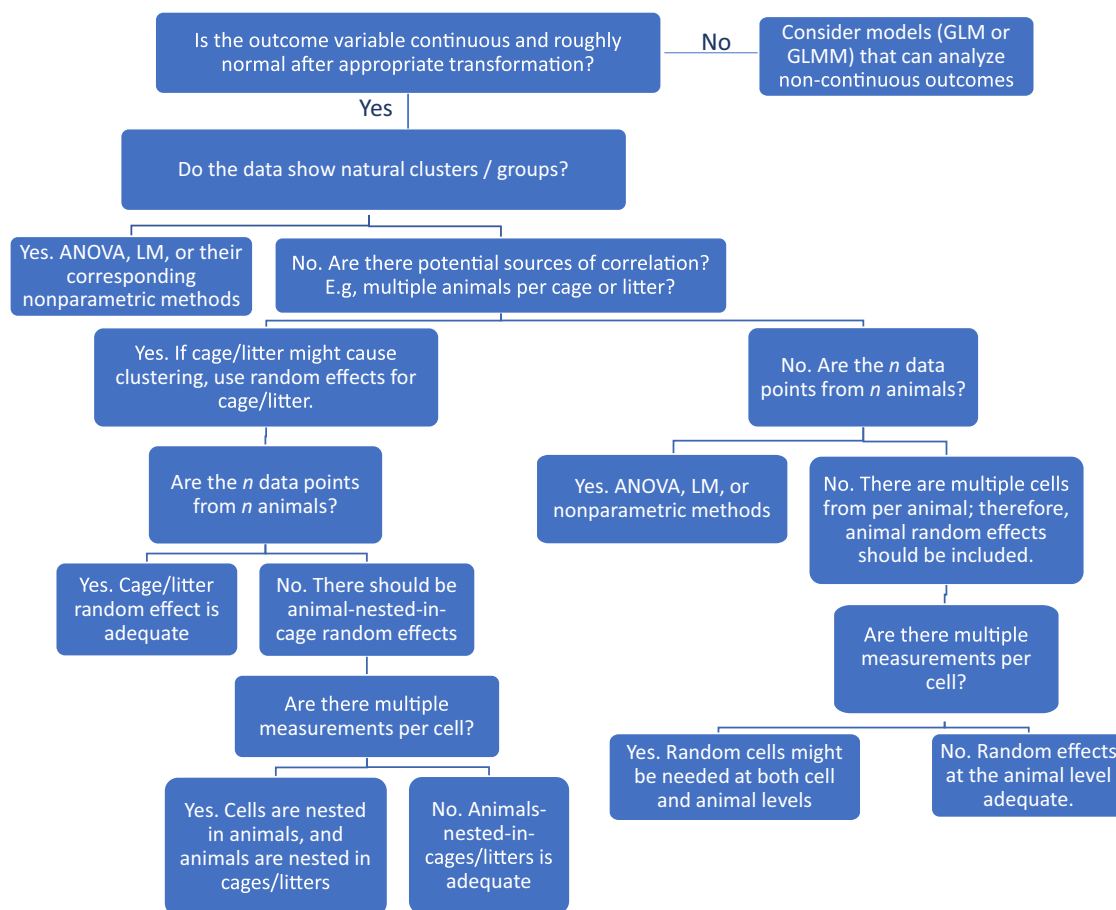 Is the outcome variable continuous and roughly
normal after appropriate transformation?
No
Consider models (GLM or
GLMM) that can analyze
non-continuous outcomes
Yes
Do the data show natural clusters / groups?
Yes. ANOVA, LM, or their
corresponding
nonparametric methods
No. Are there potential sources of correlation?
E.g, multiple animals per cage or litter?
Yes. If cage/litter might cause
clustering, use random effects for
cage/litter.
No. Are the n data
points from n animals?
Are the n data points
from n animals?
Yes. ANOVA, LM, or
nonparametric methods
No. There are multiple cells
from per animal; therefore,
animal random effects
should be included.
Yes. Cage/litter
random effect is
adequate
No. There should be
animal-nested-in-
cage random effects
Are there multiple
measurements per
cell?
Are there multiple
measurements per cell?
Yes. Random cells might
be needed at both cell
and animal levels
No. Random effects
at the animal level
adequate.
Yes. Cells are nested
in animals, and
animals are nested in
cages/litters
No. Animals-
nested-in-
cages/litters is
adequate